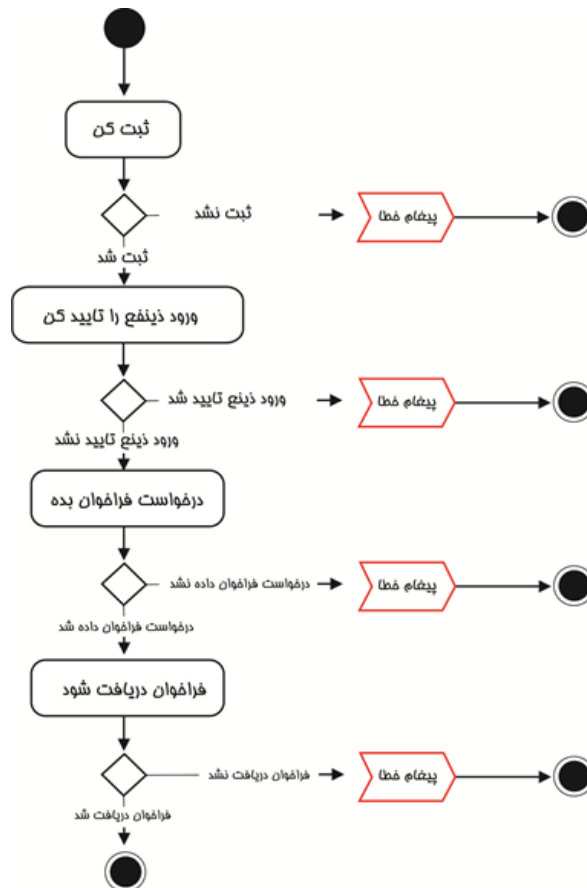 ثبت کن
ثبت نشد
پیغام خطا
ثبت شد
ورود ذینفع را تایید کن
ورود ذینع تایید شد
پیغام خطا
ورود ذینع تایید نشد
درخواست فراخوان بده
درخواست فراخوان داده نشد
پیغام خطا
درخواست فراخوان داده شد
فراخوان دریافت شود
فراخوان دریافت نشد
پیغام خطا
فراخوان دریافت شد